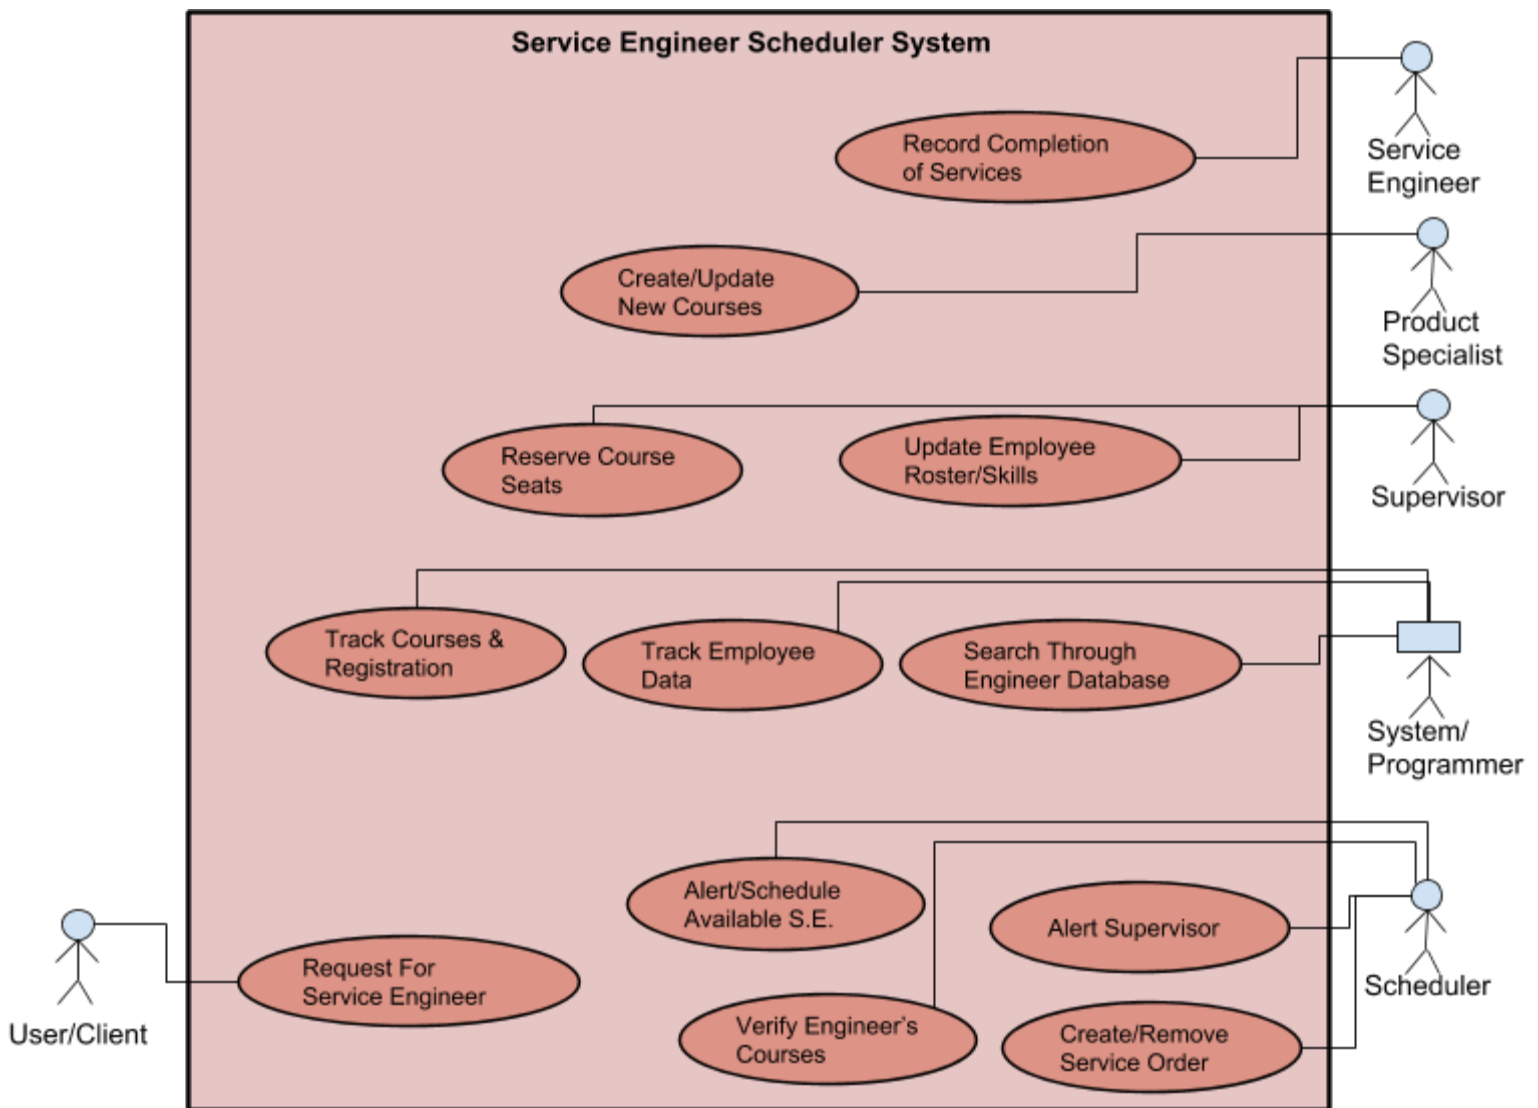 Service Engineer Scheduler System
Record Completion
of Services
Service
Engineer
Create/Update
New Courses
Product
Specialist
Reserve Course
Seats
Update Employee
Roster/Skills
Supervisor
Track Courses &
Registration
Track Employee
Data
Search Through
Engineer Database
System/
Programmer
Alert/Schedule
Available S.E.
Alert Supervisor
Scheduler
Request For
Service Engineer
User/Client
Verify Engineer's
Courses
Create/Remove
Service Order